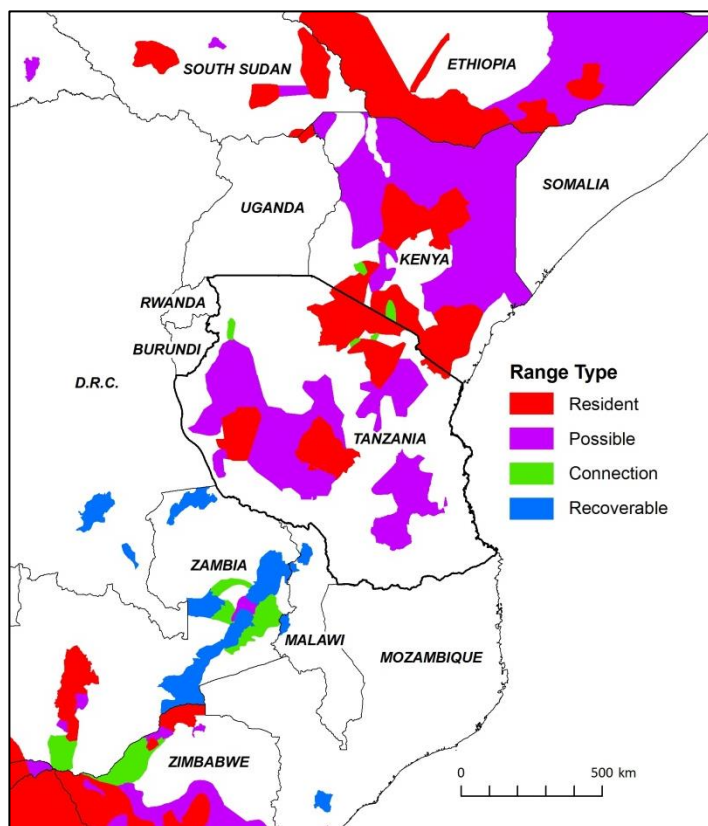 SOUTH SUDAN
ETHIOPIA
SOMALIA
UGANDA
KENYA
RWANDA
BURUNDI
D.R.C.
TANZANIA
Range Type
Resident
Possible
Connection
Recoverable
ZAMBIA
MALAWI
MOZAMBIQUE
ZIMBABWE
0 500 km